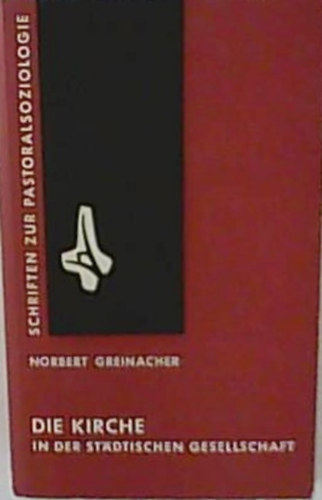 SCHRIFTEN ZUR PASTORALSOZIOLOGIE
NORBERT GREINACHER
DIE KIRCHE
IN DER STÄDTISCHEN GESELLSCHAFT